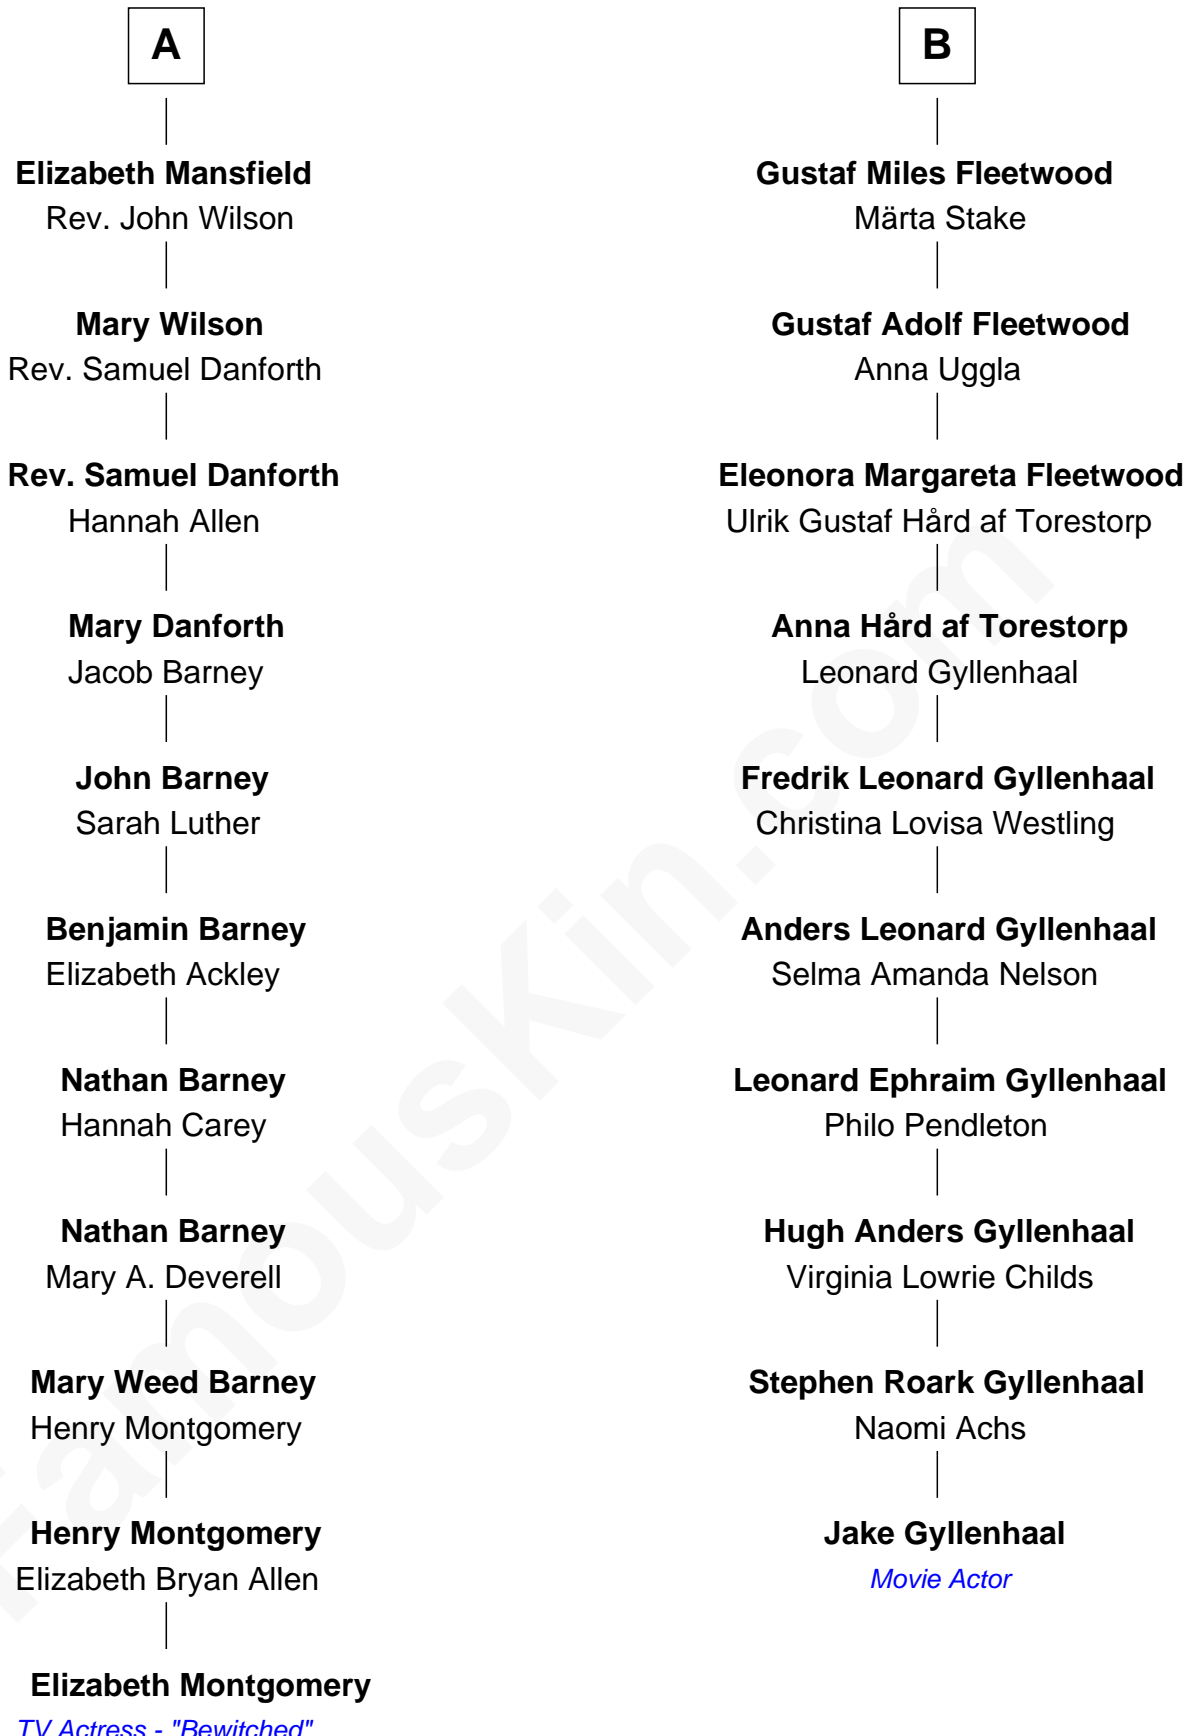 A
Elizabeth Mansfield
Rev. John Wilson
Mary Wilson
Rev. Samuel Danforth
Rev. Samuel Danforth
Hannah Allen
Mary Danforth
Jacob Barney
John Barney
Sarah Luther
Benjamin Barney
Elizabeth Ackley
Nathan Barney
Hannah Carey
Nathan Barney
Mary A. Deverell
Mary Weed Barney
Henry Montgomery
Henry Montgomery
Elizabeth Bryan Allen
Elizabeth Montgomery
TV Actress - "Bewitched"
B
Gustaf Miles Fleetwood
Märta Stake
Gustaf Adolf Fleetwood
Anna Uggla
Eleonora Margareta Fleetwood
Ulrik Gustaf Hård af Torestorp
Anna Hård af Torestorp
Leonard Gyllenhaal
Fredrik Leonard Gyllenhaal
Christina Lovisa Westling
Anders Leonard Gyllenhaal
Selma Amanda Nelson
Leonard Ephraim Gyllenhaal
Philo Pendleton
Hugh Anders Gyllenhaal
Virginia Lowrie Childs
Stephen Roark Gyllenhaal
Naomi Achs
Jake Gyllenhaal
Movie Actor
FamousKin.com